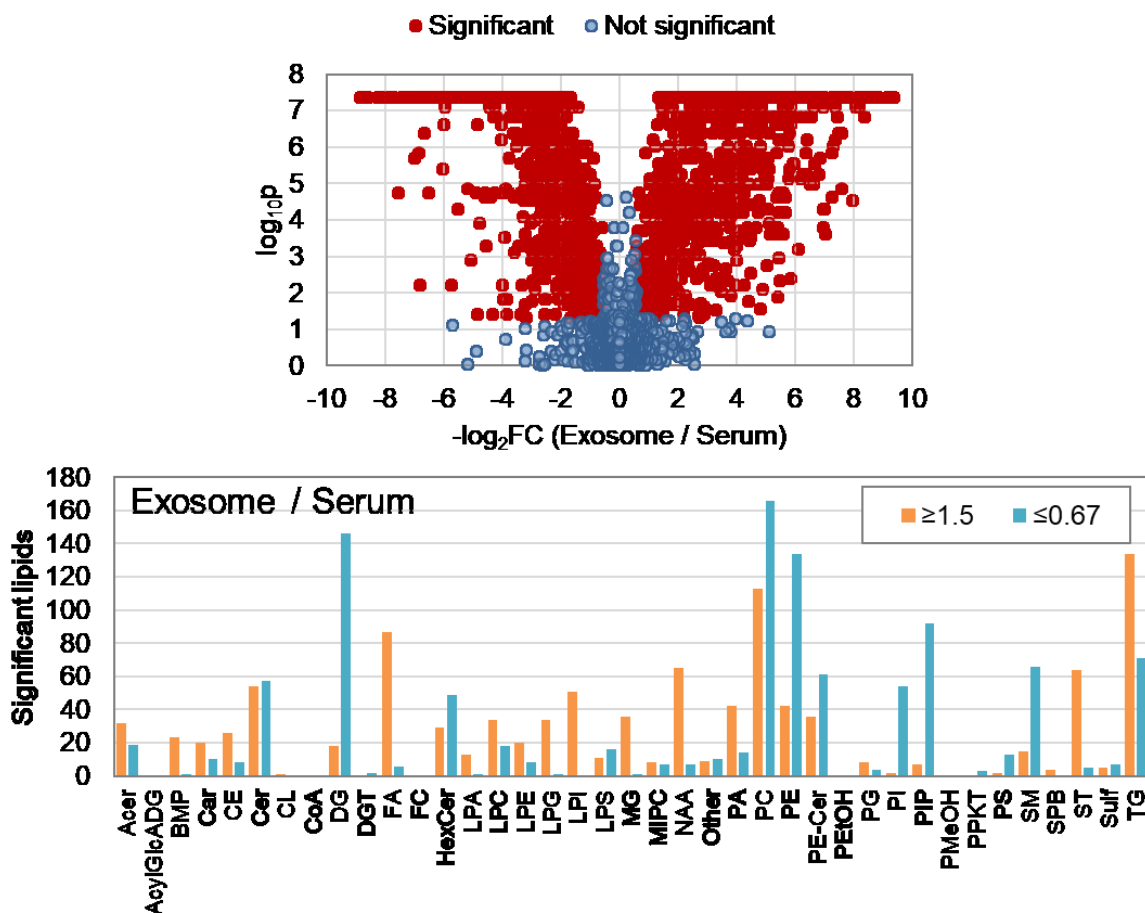 Significant Not significant
8
7
6
5
4
3
2
1
0
log₁₀p
-10 -8 -6 -4 -2 0 2 4 6 8 10
-log₂FC (Exosome / Serum)
180
160
140
120
100
80
60
40
20
0
Significant lipids
Exosome / Serum
≥1.5 ≤0.67
Acer
AcylGlcADG
BMP
Car
CE
Cer
CL
CoA
DG
DGT
FA
FC
HexCer
LPA
LPC
LPE
LPG
LPI
LPS
MG
MIPC
NAA
Other
PA
PC
PE
PE-Cer
PEtOH
PG
PI
PIP
PMeOH
PPKT
PS
SM
SPB
ST
Sulf
TG